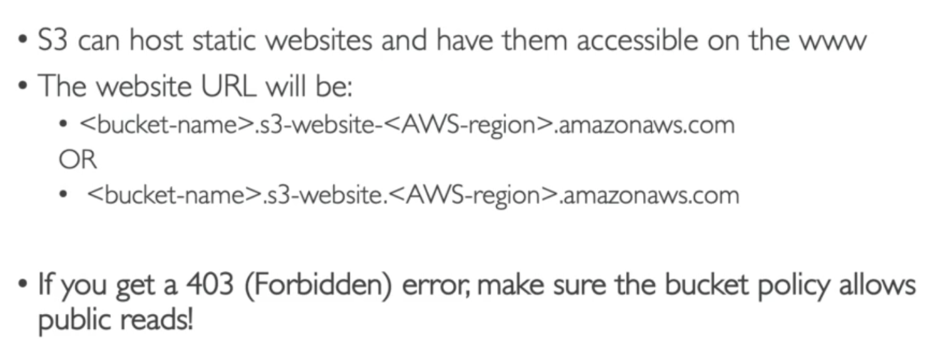 • S3 can host static websites and have them accessible on the www
• The website URL will be:
• <bucket-name>.s3-website-<AWS-region>.amazonaws.com
OR
• <bucket-name>.s3-website.<AWS-region>.amazonaws.com
• If you get a 403 (Forbidden) error, make sure the bucket policy allows
public reads!